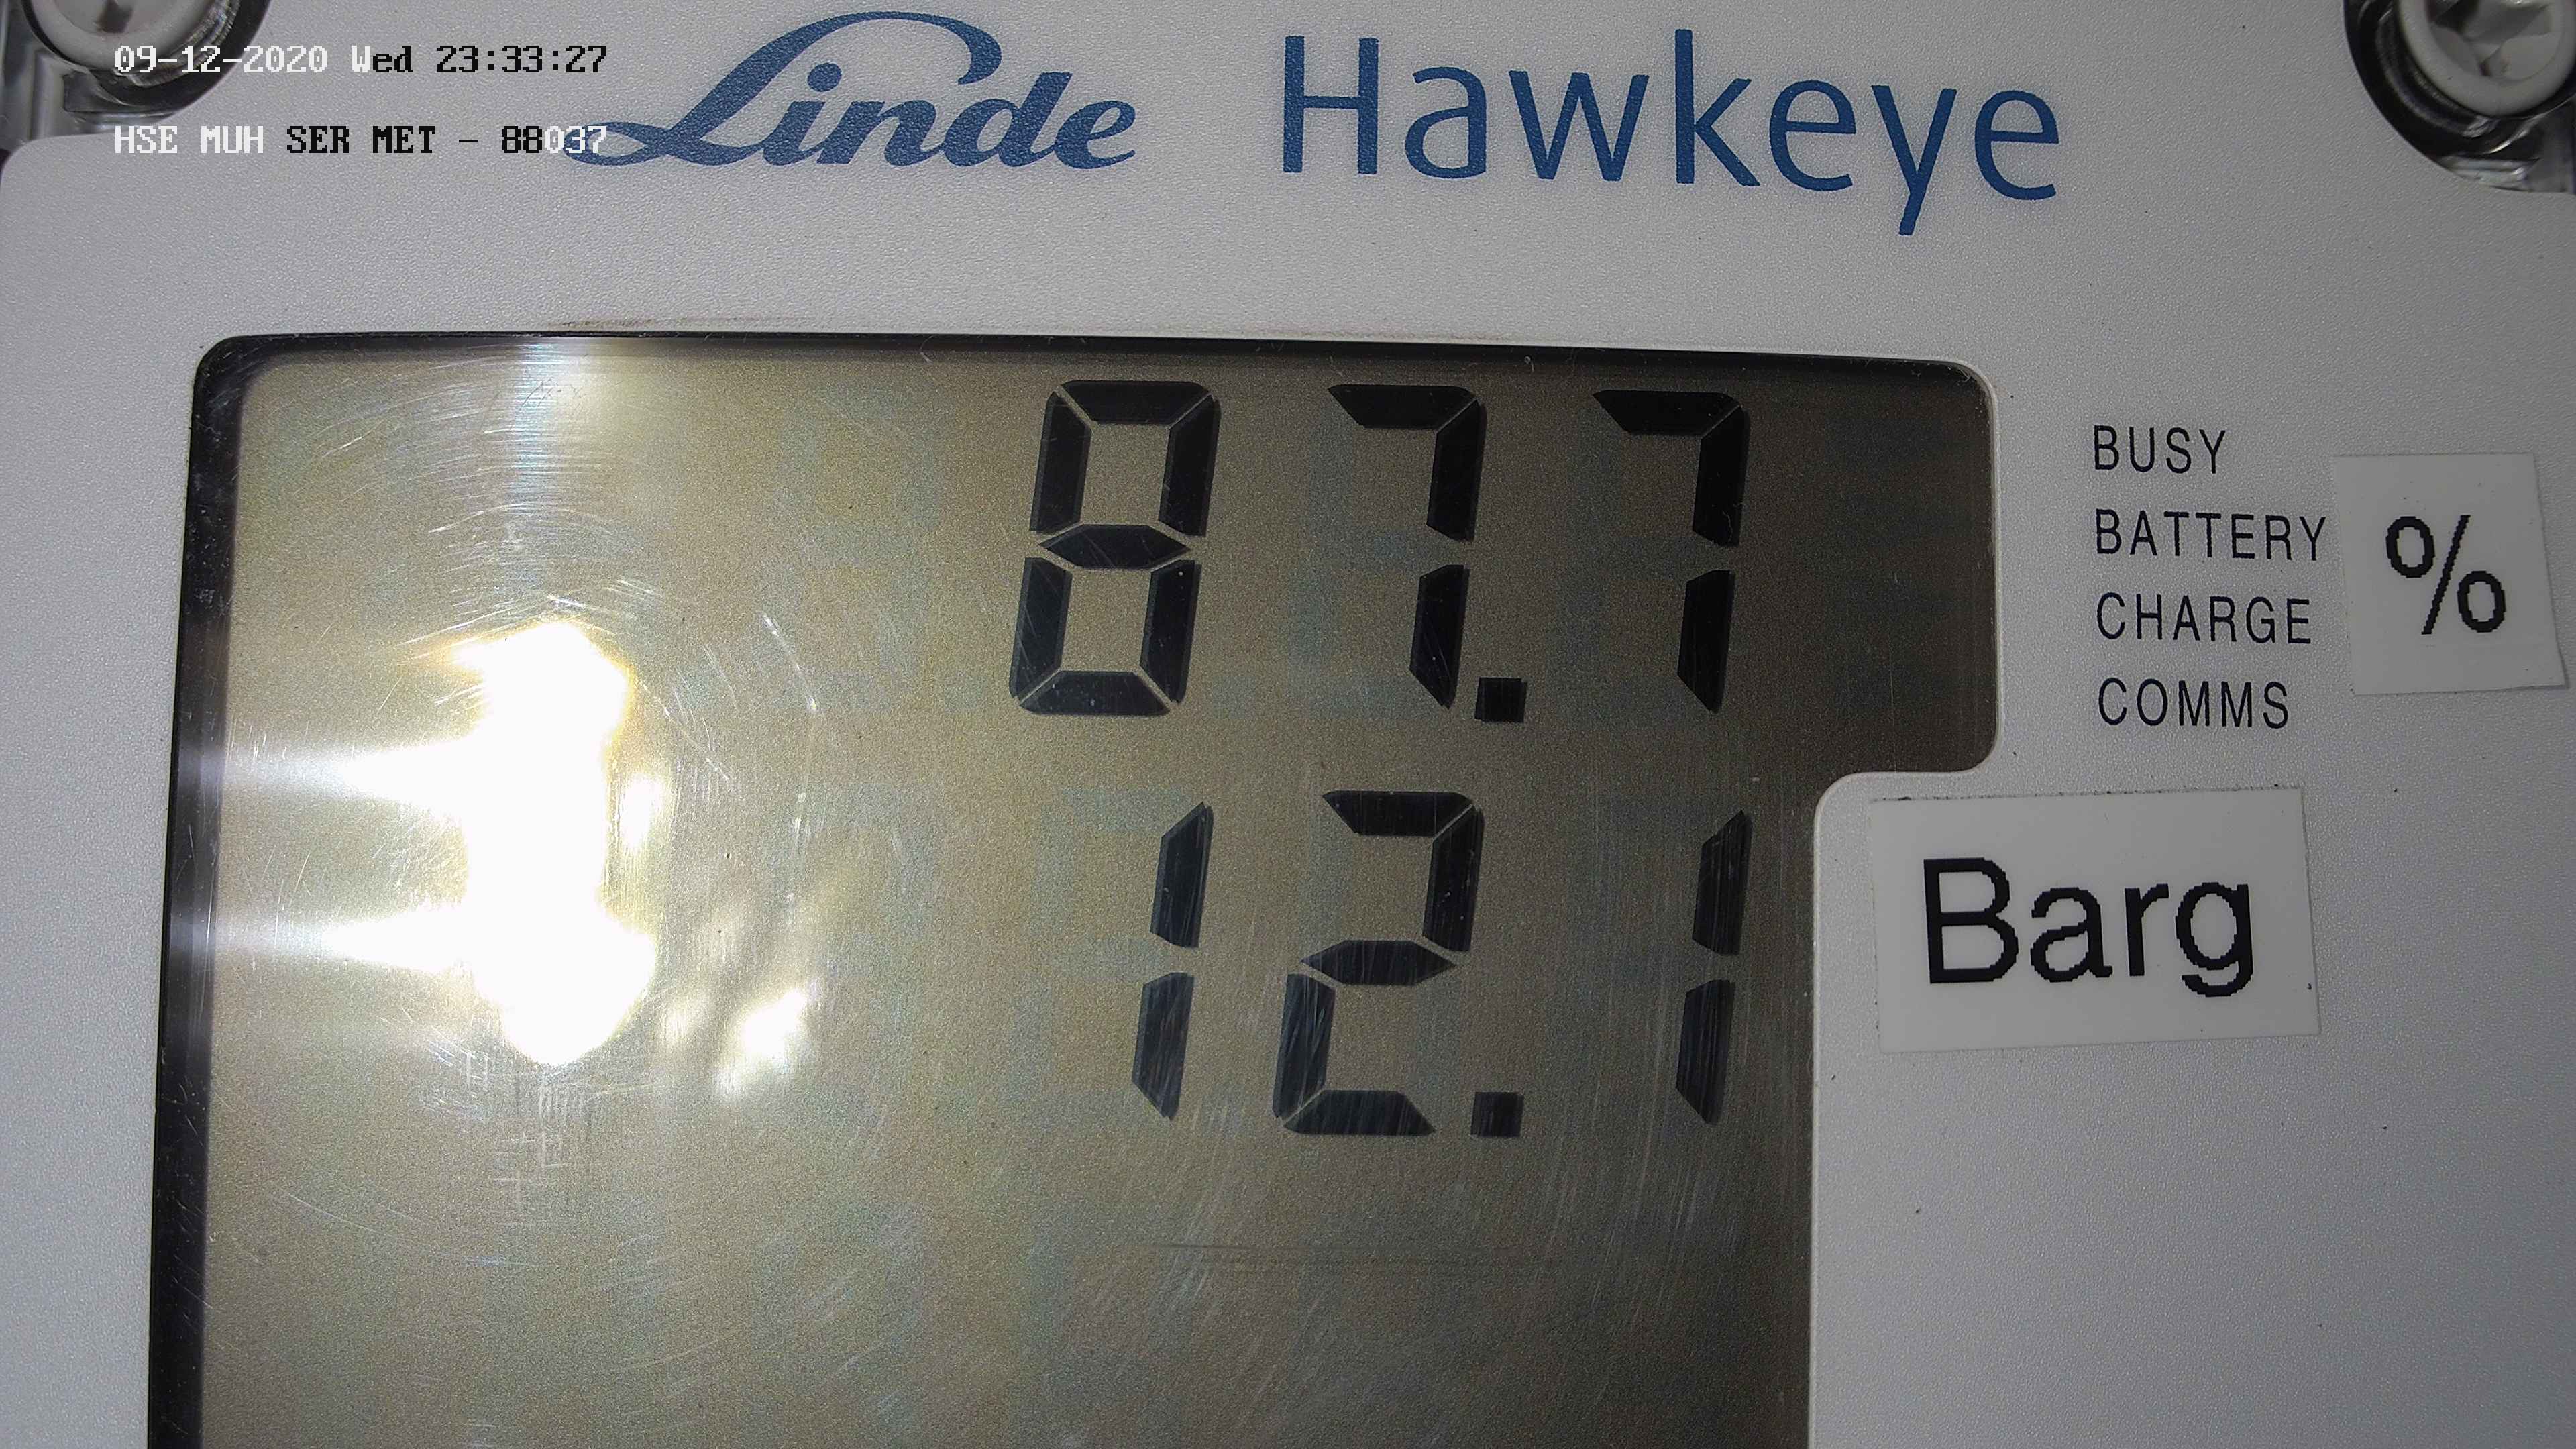 09-12-2020 Wed 23:33:27
HSE MUH SER MET - 88037
Linde Hawkeye
87.7
BUSY
BATTERY
CHARGE
COMMS
%
12.1
Barg